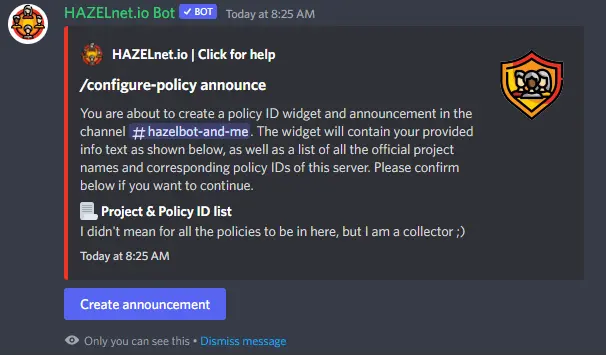 HAZELnet.io Bot ✓ BOT Today at 8:25 AM
HAZELnet.io | Click for help
/configure-policy announce
You are about to create a policy ID widget and announcement in the
channel # hazelbot-and-me. The widget will contain your provided
info text as shown below, as well as a list of all the official project
names and corresponding policy IDs of this server. Please confirm
below if you want to continue.
Project & Policy ID list
I didn't mean for all the policies to be in here, but I am a collector ;)
Today at 8:25 AM
Create announcement
Only you can see this • Dismiss message